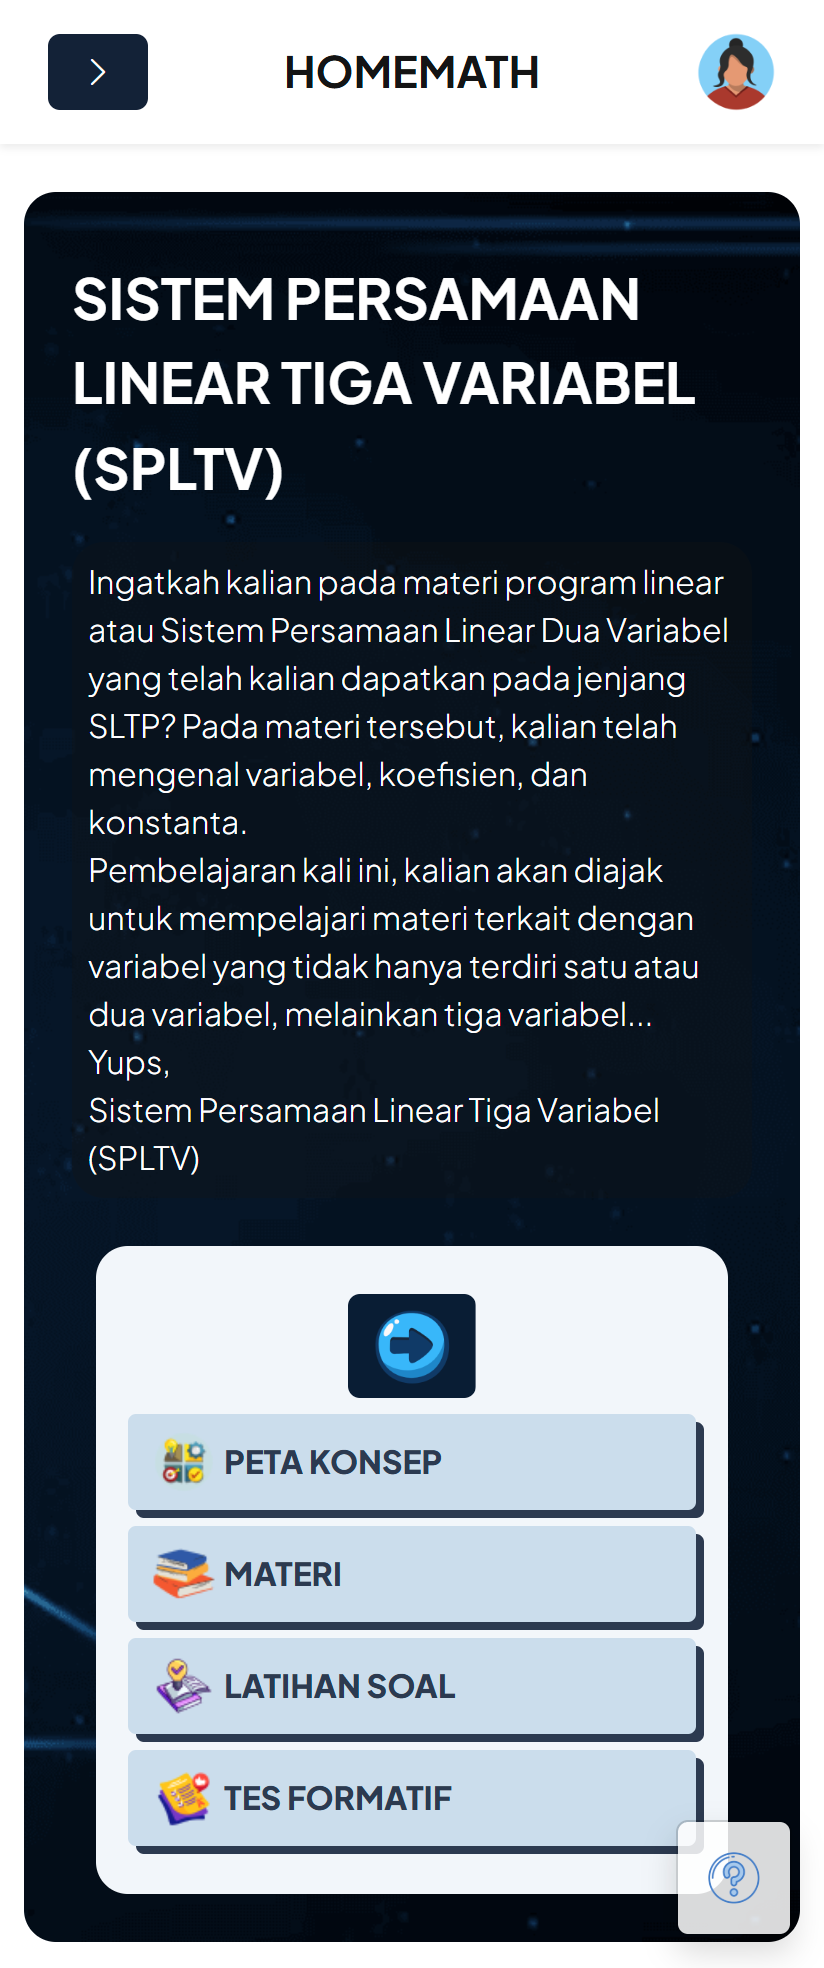 HOMEMATH
SISTEM PERSAMAAN
LINEAR TIGA VARIABEL
(SPLTV)
Ingatkah kalian pada materi program linear
atau Sistem Persamaan Linear Dua Variabel
yang telah kalian dapatkan pada jenjang
SLTP? Pada materi tersebut, kalian telah
mengenal variabel, koefisien, dan
konstanta.
Pembelajaran kali ini, kalian akan diajak
untuk mempelajari materi terkait dengan
variabel yang tidak hanya terdiri satu atau
dua variabel, melainkan tiga variabel...
Yups,
Sistem Persamaan Linear Tiga Variabel
(SPLTV)
PETA KONSEP
MATERI
LATIHAN SOAL
TES FORMATIF
?